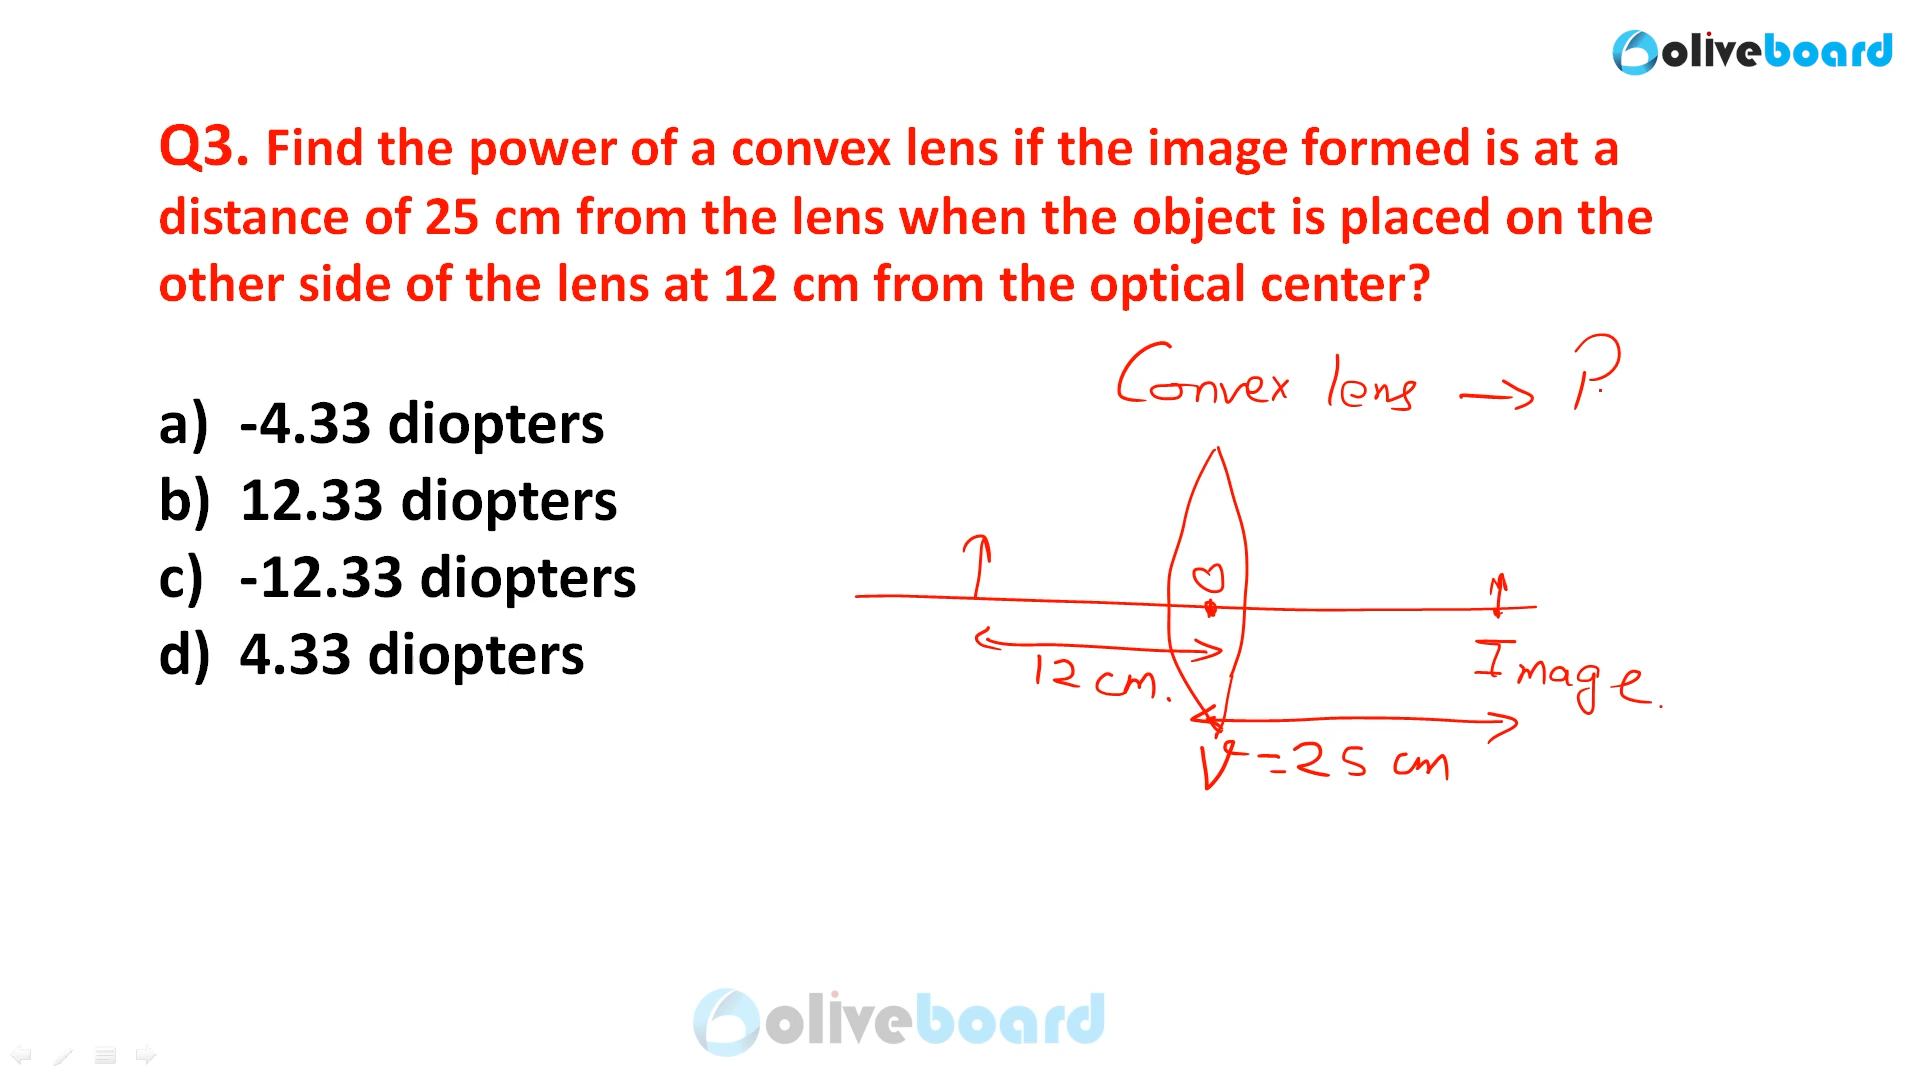 oliveboard
Q3. Find the power of a convex lens if the image formed is at a
distance of 25 cm from the lens when the object is placed on the
other side of the lens at 12 cm from the optical center?
Convex lens → P.
a) -4.33 diopters
b) 12.33 diopters
c) -12.33 diopters
d) 4.33 diopters
O
12 cm.
Image.
V = 25 cm
oliveboard